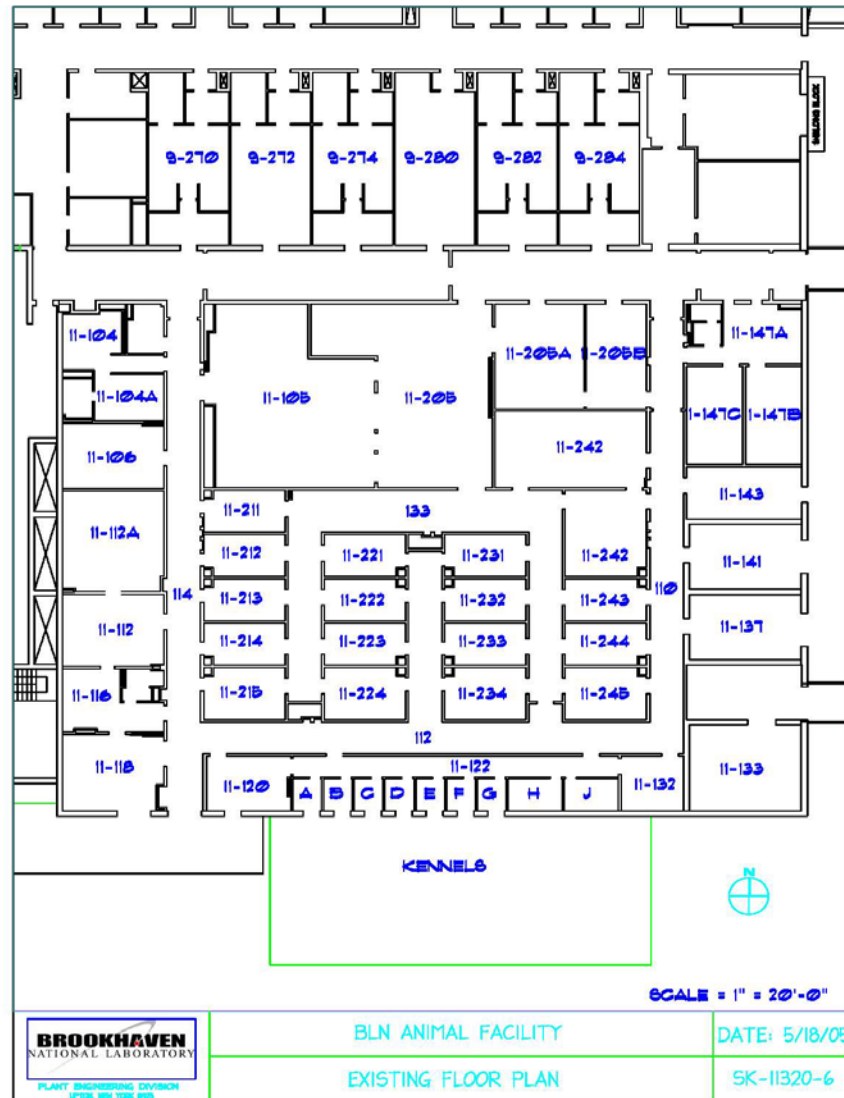 9-270 9-272 9-274 9-280 9-282 9-284
11-104 11-147A
11-205A 11-205B
11-104A 11-105 11-205
1-147C 1-147B
11-106 11-242
11-143
11-211 133
11-112A 11-212 11-221 11-231 11-242 11-141
114 11-213 11-222 11-232 11-243 110
11-112 11-214 11-223 11-233 11-244 11-137
11-116 11-215 11-224 11-234 11-245
112
11-118 11-122 11-133
11-120 A B C D E F G H J 11-132
KENNELS
N
SCALE = 1" = 20'-0"
BROOKHAVEN
NATIONAL LABORATORY
PLANT ENGINEERING DIVISION
UPTON, NEW YORK
BLN ANIMAL FACILITY
DATE: 5/18/05
EXISTING FLOOR PLAN
SK-11320-6